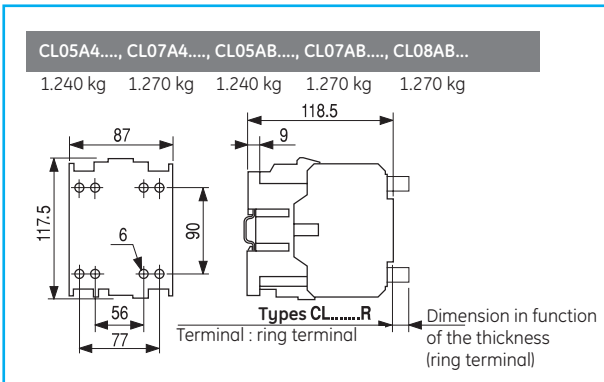 CL05A4...., CL07A4...., CL05AB...., CL07AB...., CL08AB...
1.240 kg 1.270 kg 1.240 kg 1.270 kg 1.270 kg
118.5
87
9
117.5
6
90
56
77
Types CL.......R
Terminal : ring terminal
Dimension in function
of the thickness
(ring terminal)